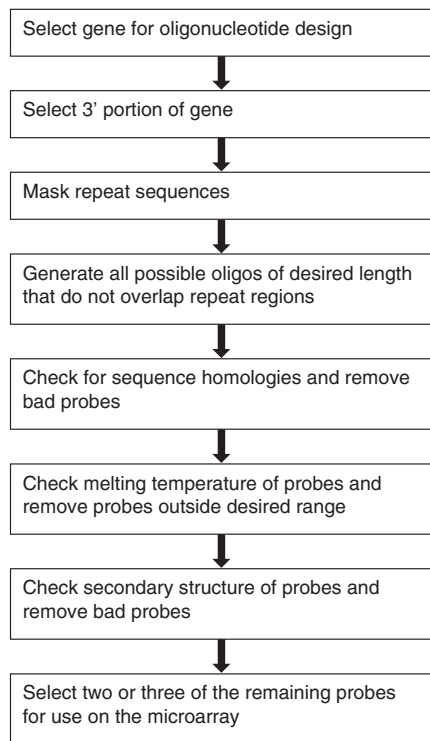 Select gene for oligonucleotide design
Select 3' portion of gene
Mask repeat sequences
Generate all possible oligos of desired length
that do not overlap repeat regions
Check for sequence homologies and remove
bad probes
Check melting temperature of probes and
remove probes outside desired range
Check secondary structure of probes and
remove bad probes
Select two or three of the remaining probes
for use on the microarray